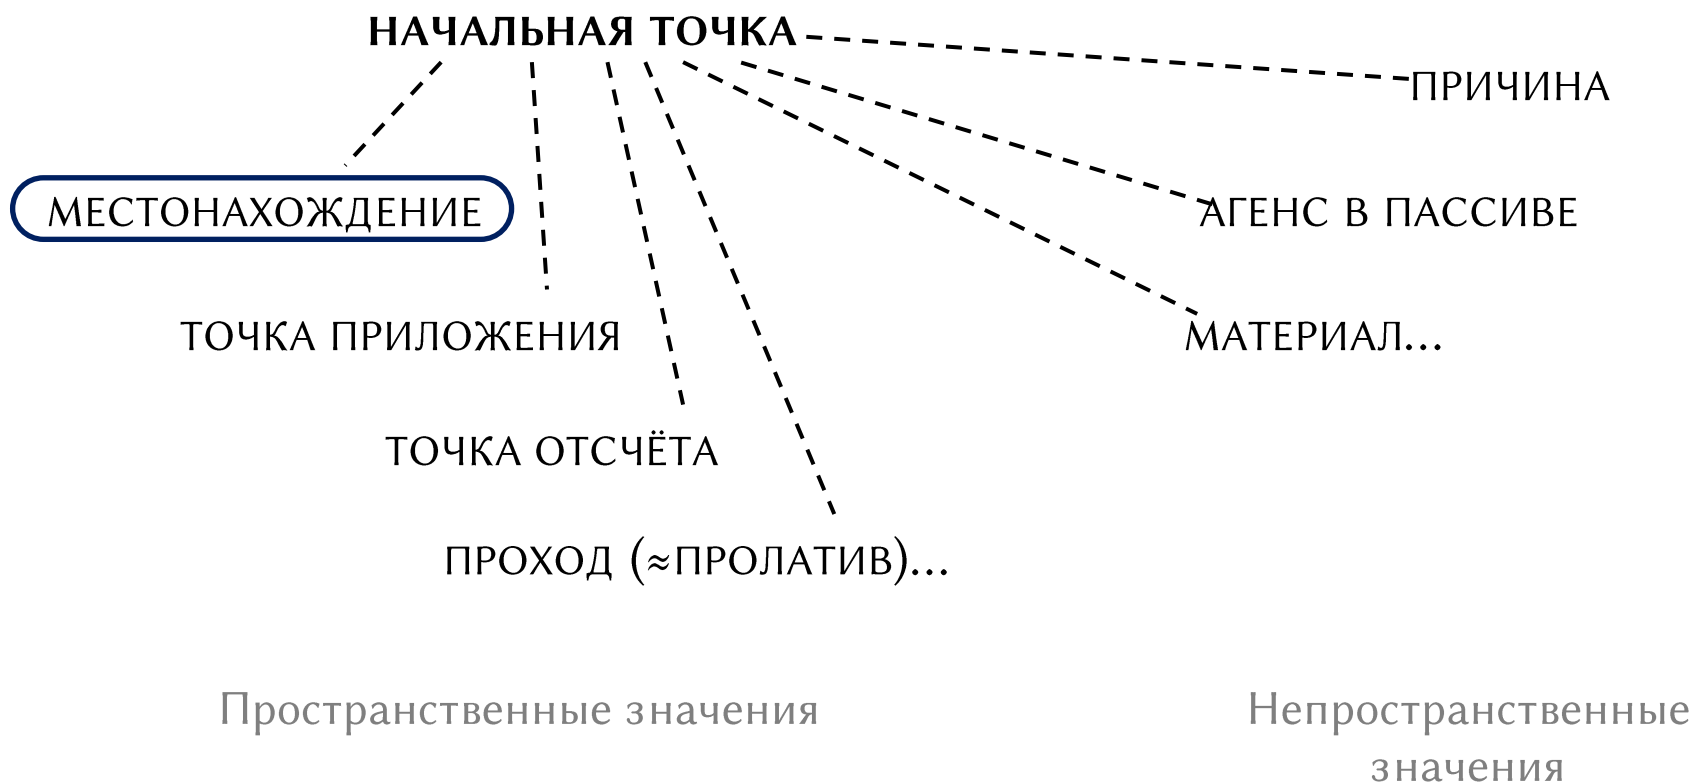 НАЧАЛЬНАЯ ТОЧКА
ПРИЧИНА
МЕСТОНАХОЖДЕНИЕ
АГЕНС В ПАССИВЕ
ТОЧКА ПРИЛОЖЕНИЯ
МАТЕРИАЛ...
ТОЧКА ОТСЧЁТА
ПРОХОД (≈ПРОЛАТИВ)...
Пространственные значения
Непространственные
значения